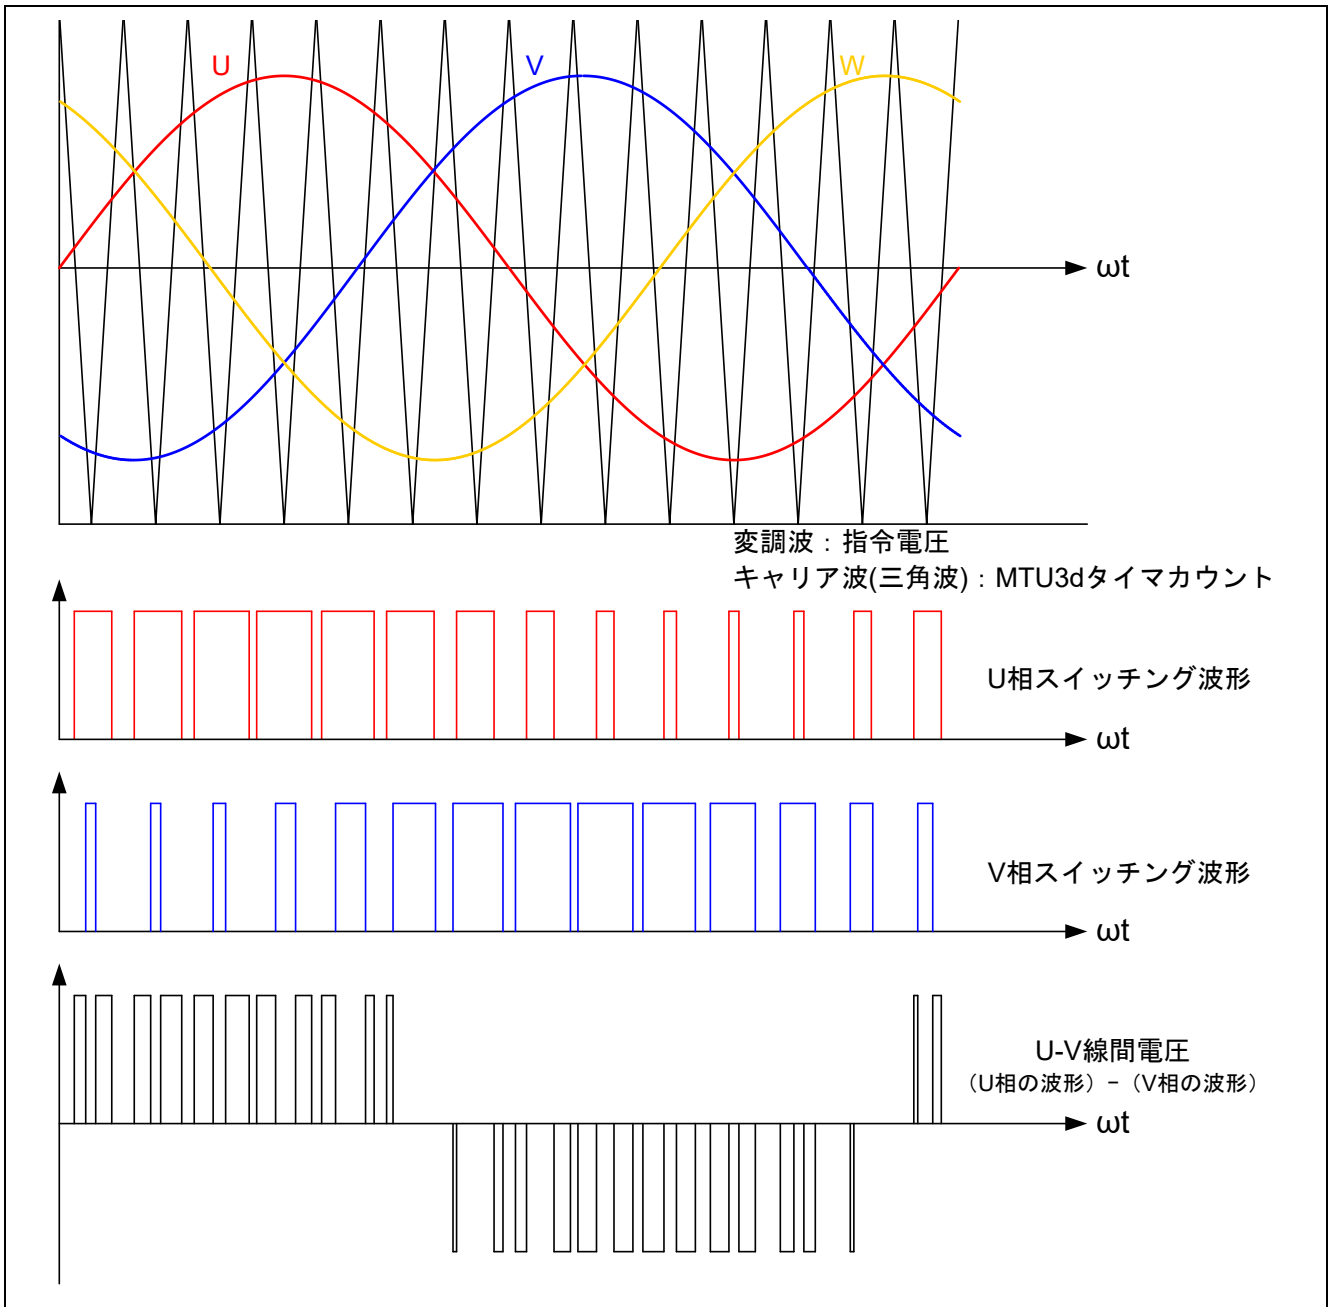 U
V
W
ωt
変調波：指令電圧
キャリア波(三角波)：MTU3dタイマカウント
U相スイッチング波形
ωt
V相スイッチング波形
ωt
U-V線間電圧
（U相の波形）－（V相の波形）
ωt